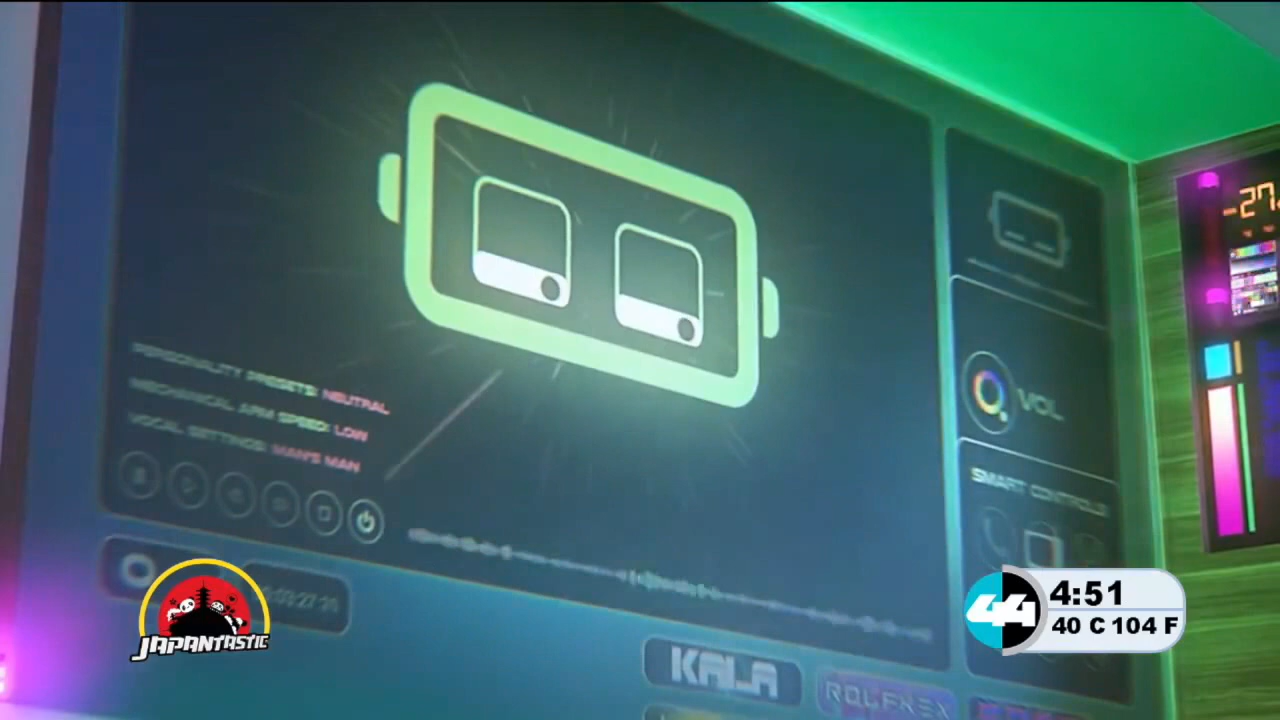 -27.
PERSONALITY PRESETS: NEUTRAL
MECHANICAL ARM SPEED: LOW
VOCAL SETTINGS: MAN'S MAN
VOL
SMART CONTROLS
JAPANTASTIC
44
4:51
40 C 104 F
KALA